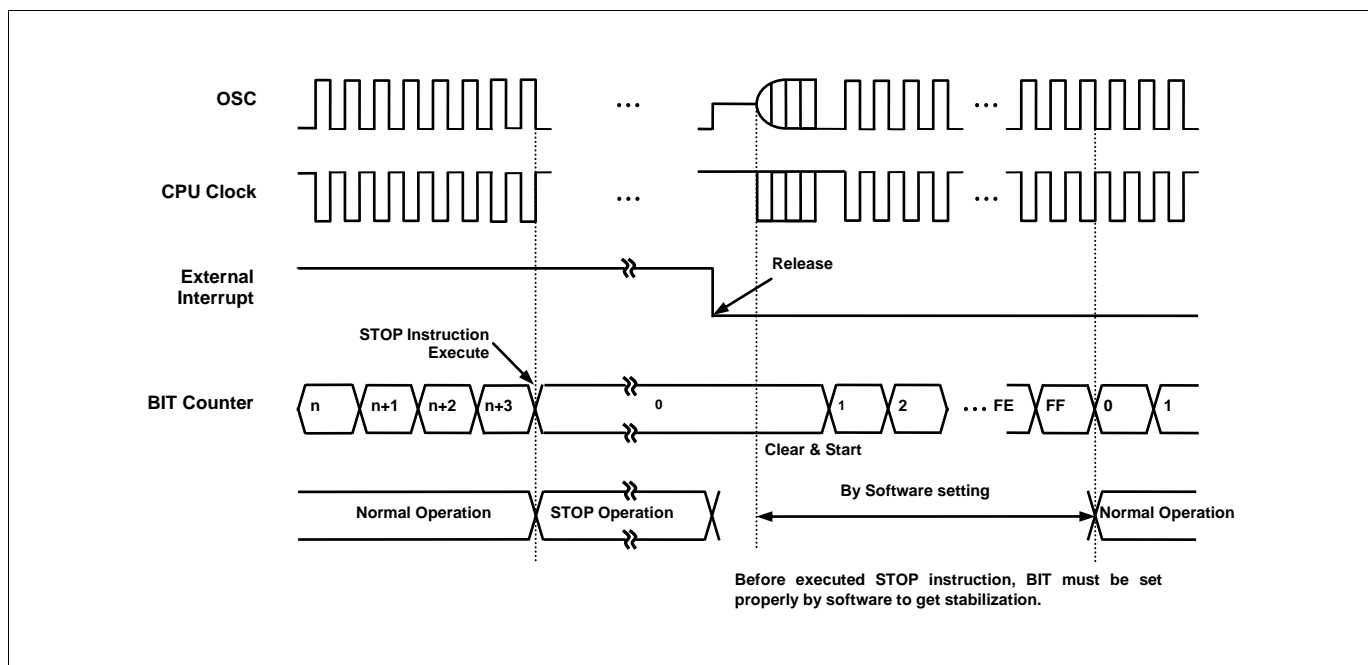 OSC
...
...
CPU Clock
...
...
External
Interrupt
Release
STOP Instruction
Execute
BIT Counter
n
n+1
n+2
n+3
0
1
2
... FE
FF
0
1
Clear & Start
By Software setting
Normal Operation
STOP Operation
Normal Operation
Before executed STOP instruction, BIT must be set
properly by software to get stabilization.